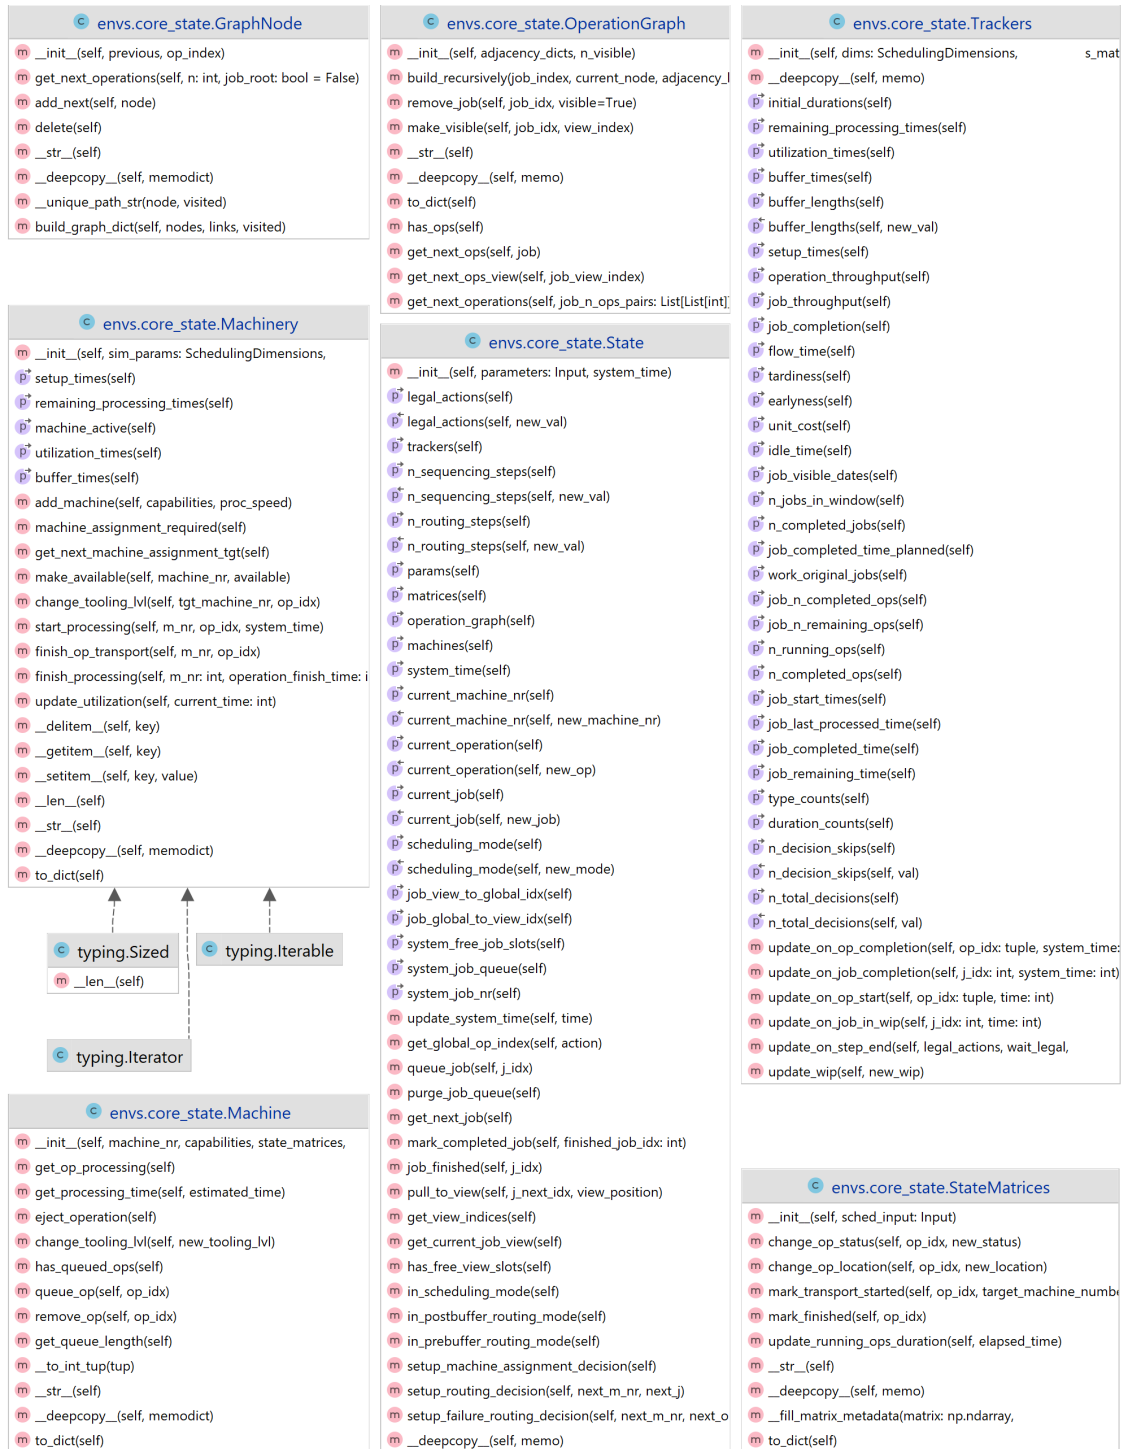 envs.core_state.GraphNode
__init__(self, previous, op_index)
get_next_operations(self, n: int, job_root: bool = False)
add_next(self, node)
delete(self)
__str__(self)
__deepcopy__(self, memodict)
__unique_path_str(node, visited)
build_graph_dict(self, nodes, links, visited)
envs.core_state.Machinery
__init__(self, sim_params: SchedulingDimensions,
setup_times(self)
remaining_processing_times(self)
machine_active(self)
utilization_times(self)
buffer_times(self)
add_machine(self, capabilities, proc_speed)
machine_assignment_required(self)
get_next_machine_assignment_tgt(self)
make_available(self, machine_nr, available)
change_tooling_lvl(self, tgt_machine_nr, op_idx)
start_processing(self, m_nr, op_idx, system_time)
finish_op_transport(self, m_nr, op_idx)
finish_processing(self, m_nr: int, operation_finish_time: i
update_utilization(self, current_time: int)
__delitem__(self, key)
__getitem__(self, key)
__setitem__(self, key, value)
__len__(self)
__str__(self)
__deepcopy__(self, memodict)
to_dict(self)
typing.Sized
__len__(self)
typing.Iterable
typing.Iterator
envs.core_state.Machine
__init__(self, machine_nr, capabilities, state_matrices,
get_op_processing(self)
get_processing_time(self, estimated_time)
eject_operation(self)
change_tooling_lvl(self, new_tooling_lvl)
has_queued_ops(self)
queue_op(self, op_idx)
remove_op(self, op_idx)
get_queue_length(self)
__to_int_tup(tup)
__str__(self)
__deepcopy__(self, memodict)
to_dict(self)
envs.core_state.OperationGraph
__init__(self, adjacency_dicts, n_visible)
build_recursively(job_index, current_node, adjacency_l
remove_job(self, job_idx, visible=True)
make_visible(self, job_idx, view_index)
__str__(self)
__deepcopy__(self, memo)
to_dict(self)
has_ops(self)
get_next_ops(self, job)
get_next_ops_view(self, job_view_index)
get_next_operations(self, job_n_ops_pairs: List[List[int]]
envs.core_state.State
__init__(self, parameters: Input, system_time)
legal_actions(self)
legal_actions(self, new_val)
trackers(self)
n_sequencing_steps(self)
n_sequencing_steps(self, new_val)
n_routing_steps(self)
n_routing_steps(self, new_val)
params(self)
matrices(self)
operation_graph(self)
machines(self)
system_time(self)
current_machine_nr(self)
current_machine_nr(self, new_machine_nr)
current_operation(self)
current_operation(self, new_op)
current_job(self)
current_job(self, new_job)
scheduling_mode(self)
scheduling_mode(self, new_mode)
job_view_to_global_idx(self)
job_global_to_view_idx(self)
system_free_job_slots(self)
system_job_queue(self)
system_job_nr(self)
update_system_time(self, time)
get_global_op_index(self, action)
queue_job(self, j_idx)
purge_job_queue(self)
get_next_job(self)
mark_completed_job(self, finished_job_idx: int)
job_finished(self, j_idx)
pull_to_view(self, j_next_idx, view_position)
get_view_indices(self)
get_current_job_view(self)
has_free_view_slots(self)
in_scheduling_mode(self)
in_postbuffer_routing_mode(self)
in_prebuffer_routing_mode(self)
setup_machine_assignment_decision(self)
setup_routing_decision(self, next_m_nr, next_j)
setup_failure_routing_decision(self, next_m_nr, next_o
__deepcopy__(self, memo)
envs.core_state.Trackers
__init__(self, dims: SchedulingDimensions, s_mat
__deepcopy__(self, memo)
initial_durations(self)
remaining_processing_times(self)
utilization_times(self)
buffer_times(self)
buffer_lengths(self)
buffer_lengths(self, new_val)
setup_times(self)
operation_throughput(self)
job_throughput(self)
job_completion(self)
flow_time(self)
tardiness(self)
earlyness(self)
unit_cost(self)
idle_time(self)
job_visible_dates(self)
n_jobs_in_window(self)
n_completed_jobs(self)
job_completed_time_planned(self)
work_original_jobs(self)
job_n_completed_ops(self)
job_n_remaining_ops(self)
n_running_ops(self)
n_completed_ops(self)
job_start_times(self)
job_last_processed_time(self)
job_completed_time(self)
job_remaining_time(self)
type_counts(self)
duration_counts(self)
n_decision_skips(self)
n_decision_skips(self, val)
n_total_decisions(self)
n_total_decisions(self, val)
update_on_op_completion(self, op_idx: tuple, system_time:
update_on_job_completion(self, j_idx: int, system_time: int)
update_on_op_start(self, op_idx: tuple, time: int)
update_on_job_in_wip(self, j_idx: int, time: int)
update_on_step_end(self, legal_actions, wait_legal,
update_wip(self, new_wip)
envs.core_state.StateMatrices
__init__(self, sched_input: Input)
change_op_status(self, op_idx, new_status)
change_op_location(self, op_idx, new_location)
mark_transport_started(self, op_idx, target_machine_numbe
mark_finished(self, op_idx)
update_running_ops_duration(self, elapsed_time)
__str__(self)
__deepcopy__(self, memo)
__fill_matrix_metadata(matrix: np.ndarray,
to_dict(self)